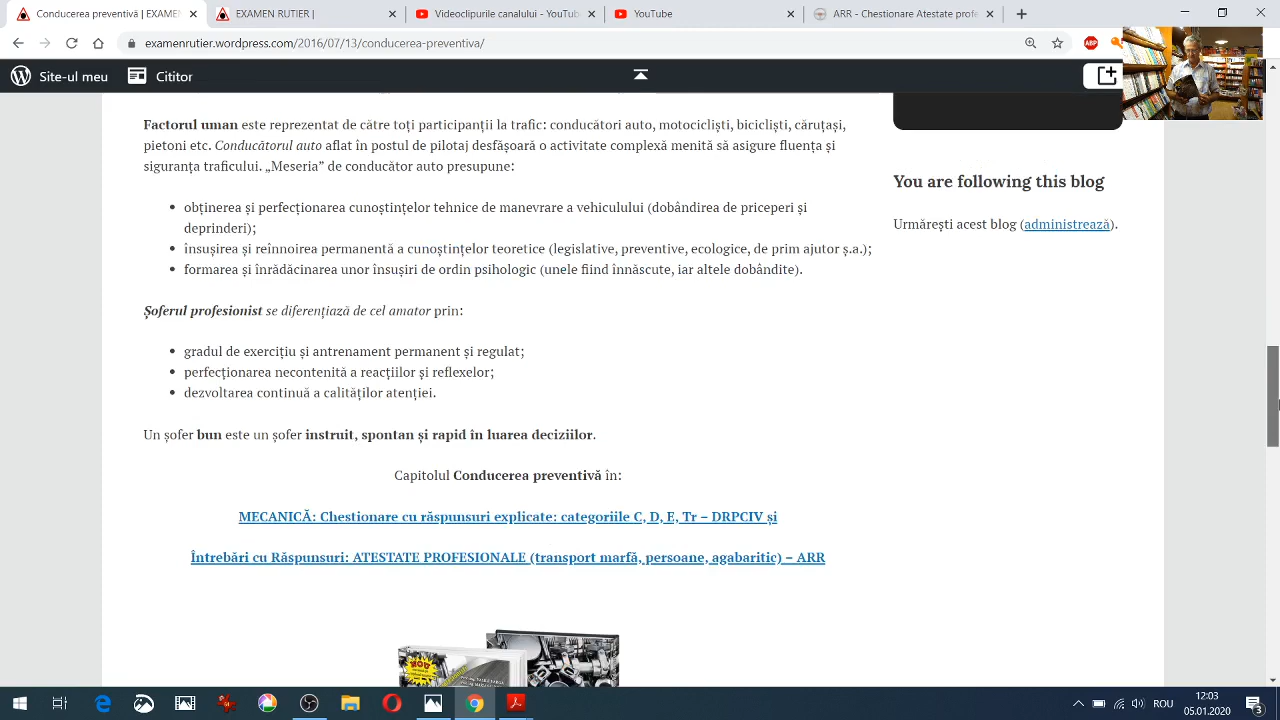 Conducerea preventivă | EXAMEN
EXAMEN RUTIER |
Videoclipurile canalului - YouTube
YouTube
ARR - Chestionare Atestate profe
examenrutier.wordpress.com/2016/07/13/conducerea-preventiva/
ABP
Site-ul meu
Cititor
Factorul uman este reprezentat de către toți participanții la trafic: conducători auto, motocicliști, bicicliști, căruțași,
pietoni etc. Conducătorul auto aflat în postul de pilotaj desfășoară o activitate complexă menită să asigure fluența și
siguranța traficului. „Meseria” de conducător auto presupune:
obținerea și perfecționarea cunoștințelor tehnice de manevrare a vehiculului (dobândirea de priceperi și
deprinderi);
însușirea și reînnoirea permanentă a cunoștințelor teoretice (legislative, preventive, ecologice, de prim ajutor ș.a.);
formarea și înrădăcinarea unor însușiri de ordin psihologic (unele fiind înnăscute, iar altele dobândite).
Șoferul profesionist se diferențiază de cel amator prin:
gradul de exercițiu și antrenament permanent și regulat;
perfecționarea necontenită a reacțiilor și reflexelor;
dezvoltarea continuă a calităților atenției.
Un șofer bun este un șofer instruit, spontan și rapid în luarea deciziilor.
Capitolul Conducerea preventivă în:
MECANICĂ: Chestionare cu răspunsuri explicate: categoriile C, D, E, Tr – DRPCIV și
Întrebări cu Răspunsuri: ATESTATE PROFESIONALE (transport marfă, persoane, agabaritic) – ARR
You are following this blog
Urmărești acest blog (administrează).
NOU
ROU
12:03
05.01.2020
3